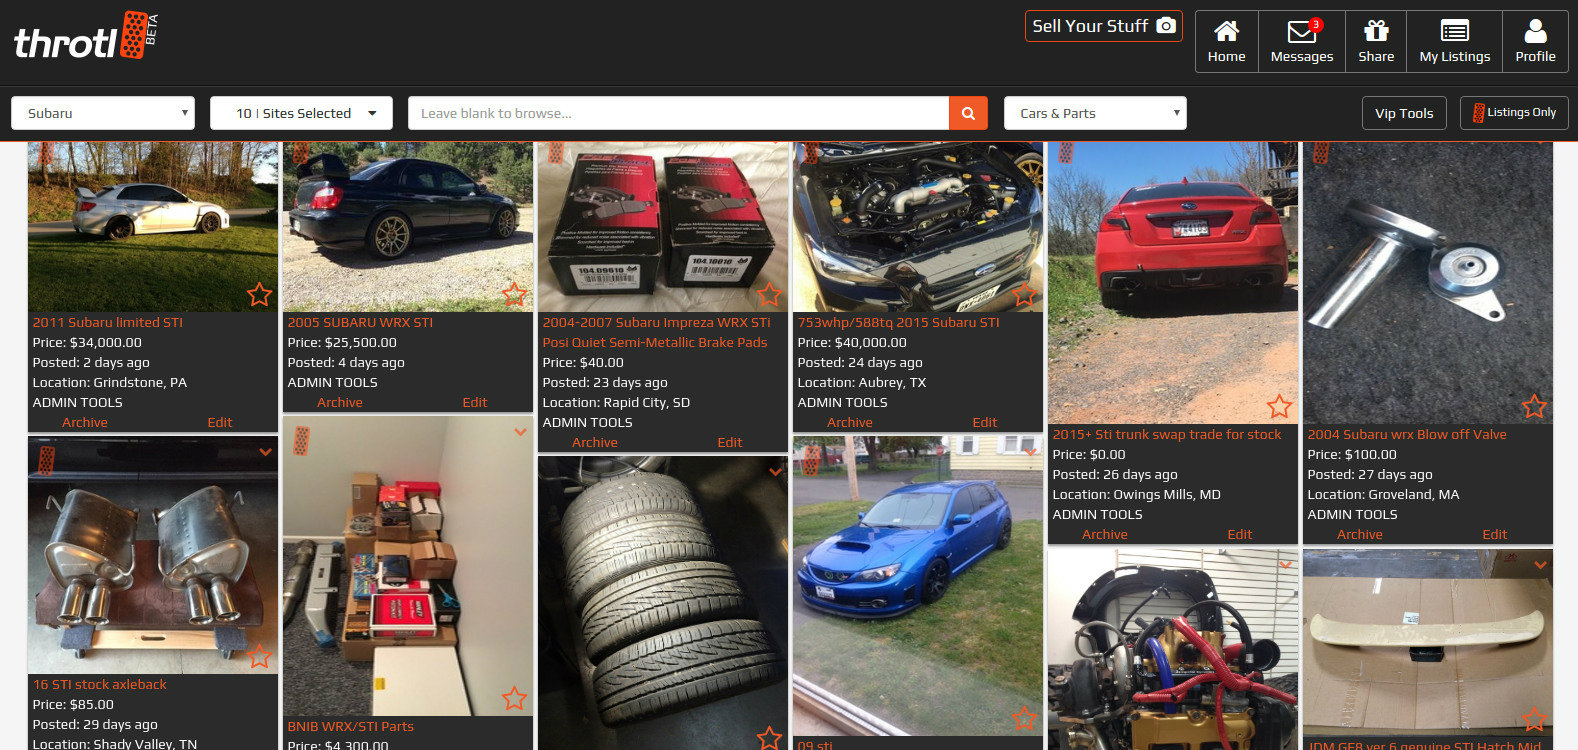 throtl
BETA
Sell Your Stuff
3
Home
Messages
Share
My Listings
Profile
Subaru
10 | Sites Selected
Leave blank to browse...
Cars & Parts
Vip Tools
Listings Only
2011 Subaru limited STI
Price: $34,000.00
Posted: 2 days ago
Location: Grindstone, PA
ADMIN TOOLS
Archive
Edit
2005 SUBARU WRX STI
Price: $25,500.00
Posted: 4 days ago
ADMIN TOOLS
Archive
Edit
104.09610
104.10010
2004-2007 Subaru Impreza WRX STi
Posi Quiet Semi-Metallic Brake Pads
Price: $40.00
Posted: 23 days ago
Location: Rapid City, SD
ADMIN TOOLS
Archive
Edit
753whp/588tq 2015 Subaru STI
Price: $40,000.00
Posted: 24 days ago
Location: Aubrey, TX
ADMIN TOOLS
Archive
Edit
2015+ Sti trunk swap trade for stock
Price: $0.00
Posted: 26 days ago
Location: Owings Mills, MD
ADMIN TOOLS
Archive
Edit
2004 Subaru wrx Blow off Valve
Price: $100.00
Posted: 27 days ago
Location: Groveland, MA
ADMIN TOOLS
Archive
Edit
16 STI stock axleback
Price: $85.00
Posted: 29 days ago
Location: Shady Valley, TN
BNIB WRX/STI Parts
Price: $4,300.00
09 sti
JDM GF8 ver 6 genuine STI Hatch Mid